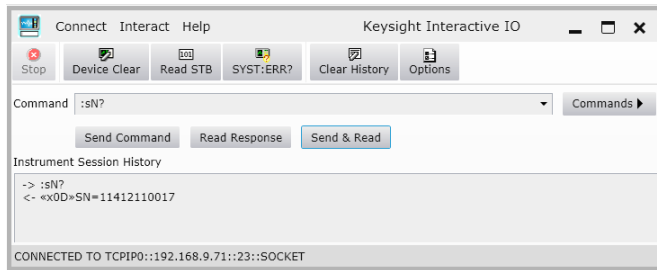 Connect Interact Help Keysight Interactive IO
Stop Device Clear Read STB SYST:ERR? Clear History Options
Command :sN? Commands
Send Command Read Response Send & Read
Instrument Session History
-> :sN?
<- «x0D»SN=11412110017
CONNECTED TO TCPIP0::192.168.9.71::23::SOCKET